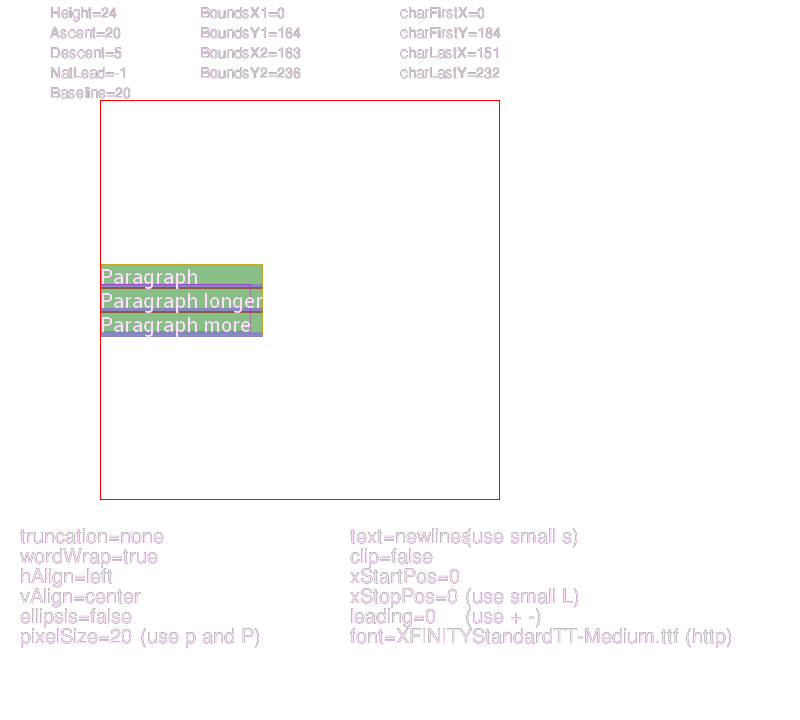 Height=24 BoundsX1=0 charFirstX=0
Ascent=20 BoundsY1=164 charFirstY=184
Descent=5 BoundsX2=163 charLastX=151
NatLead=-1 BoundsY2=236 charLastY=232
Baseline=20
Paragraph
Paragraph longer
Paragraph more
truncation=none text=newlines(use small s)
wordWrap=true clip=false
hAlign=left xStartPos=0
vAlign=center xStopPos=0 (use small L)
ellipsis=false leading=0 (use + -)
pixelSize=20 (use p and P) font=XFINITYStandardTT-Medium.ttf (http)